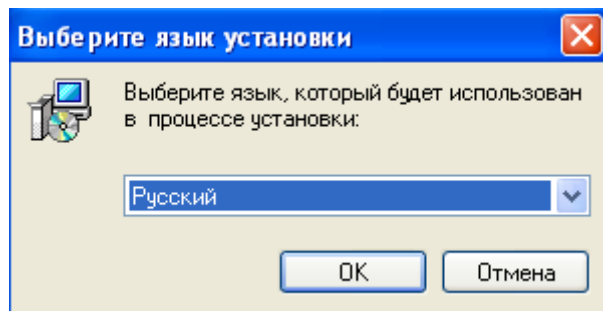 Выберите язык установки
Выберите язык, который будет использован
в процессе установки:
Русский
OK
Отмена